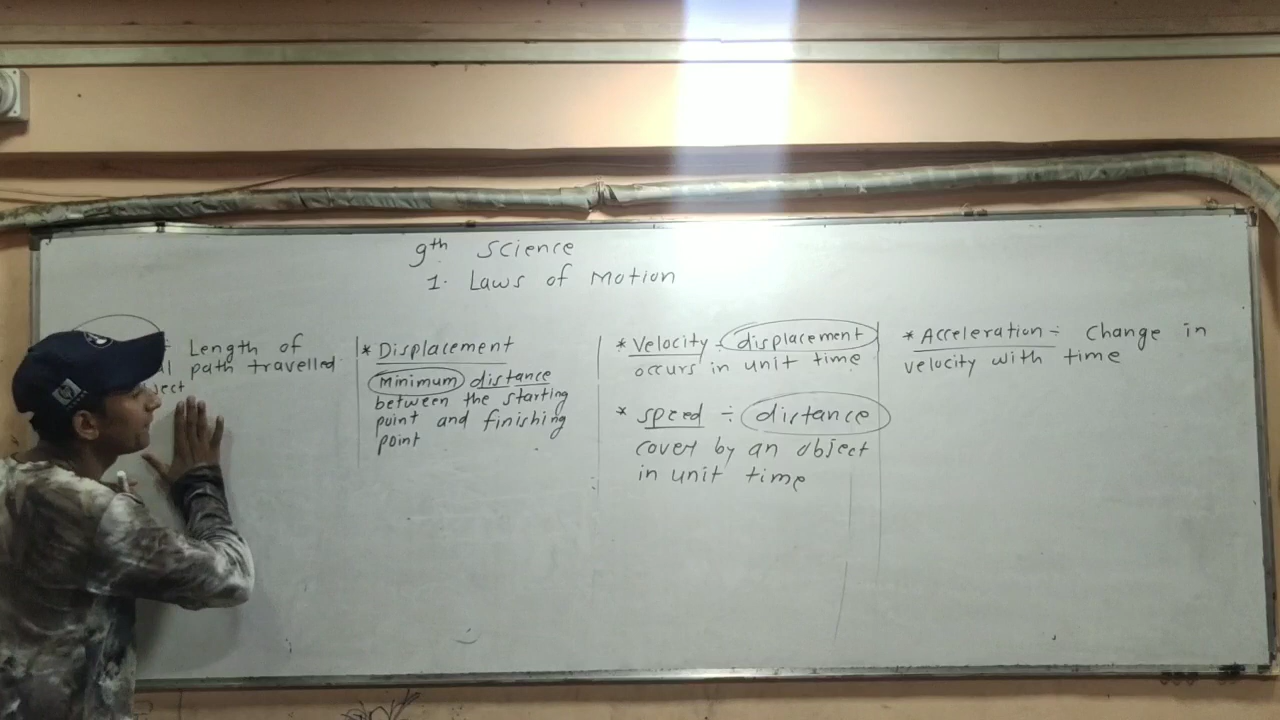 9th Science
1. Laws of Motion
Length of
path travelled
* Displacement
minimum distance
between the starting
point and finishing
point
* Velocity : displacement
occurs in unit time
* speed ÷ distance
cover by an object
in unit time
* Acceleration ÷ Change in
velocity with time